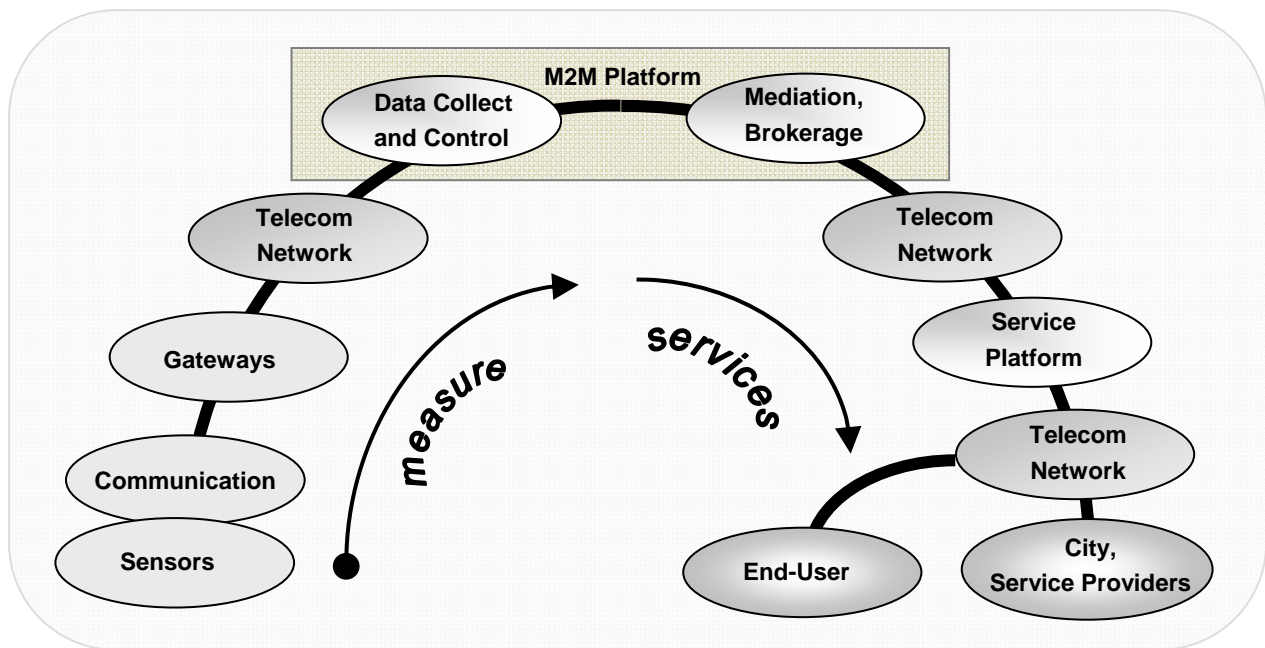 M2M Platform
Data Collect
and Control
Mediation,
Brokerage
Telecom
Network
Telecom
Network
Gateways
Service
Platform
measure
services
Communication
Telecom
Network
Sensors
End-User
City,
Service Providers